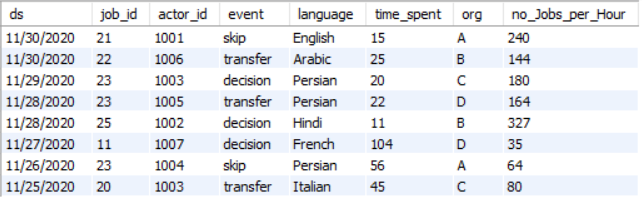 ds job_id actor_id event language time_spent org no_Jobs_per_Hour
11/30/2020 21 1001 skip English 15 A 240
11/30/2020 22 1006 transfer Arabic 25 B 144
11/29/2020 23 1003 decision Persian 20 C 180
11/28/2020 23 1005 transfer Persian 22 D 164
11/28/2020 25 1002 decision Hindi 11 B 327
11/27/2020 11 1007 decision French 104 D 35
11/26/2020 23 1004 skip Persian 56 A 64
11/25/2020 20 1003 transfer Italian 45 C 80